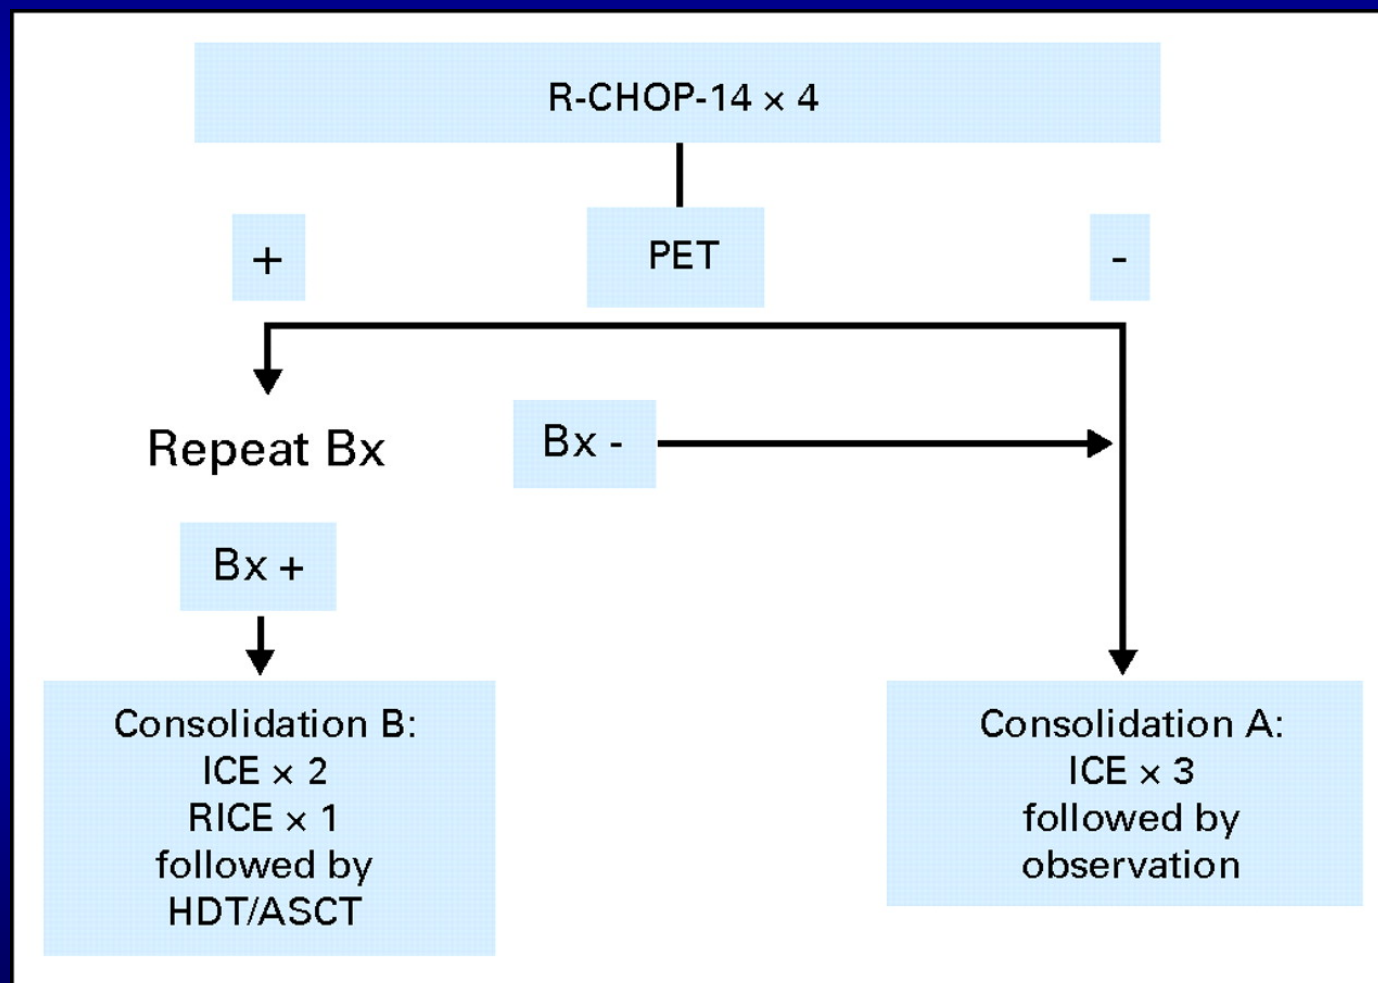 R-CHOP-14 × 4
+
PET
-
Repeat Bx
Bx -
Bx +
Consolidation B:
ICE × 2
RICE × 1
followed by
HDT/ASCT
Consolidation A:
ICE × 3
followed by
observation